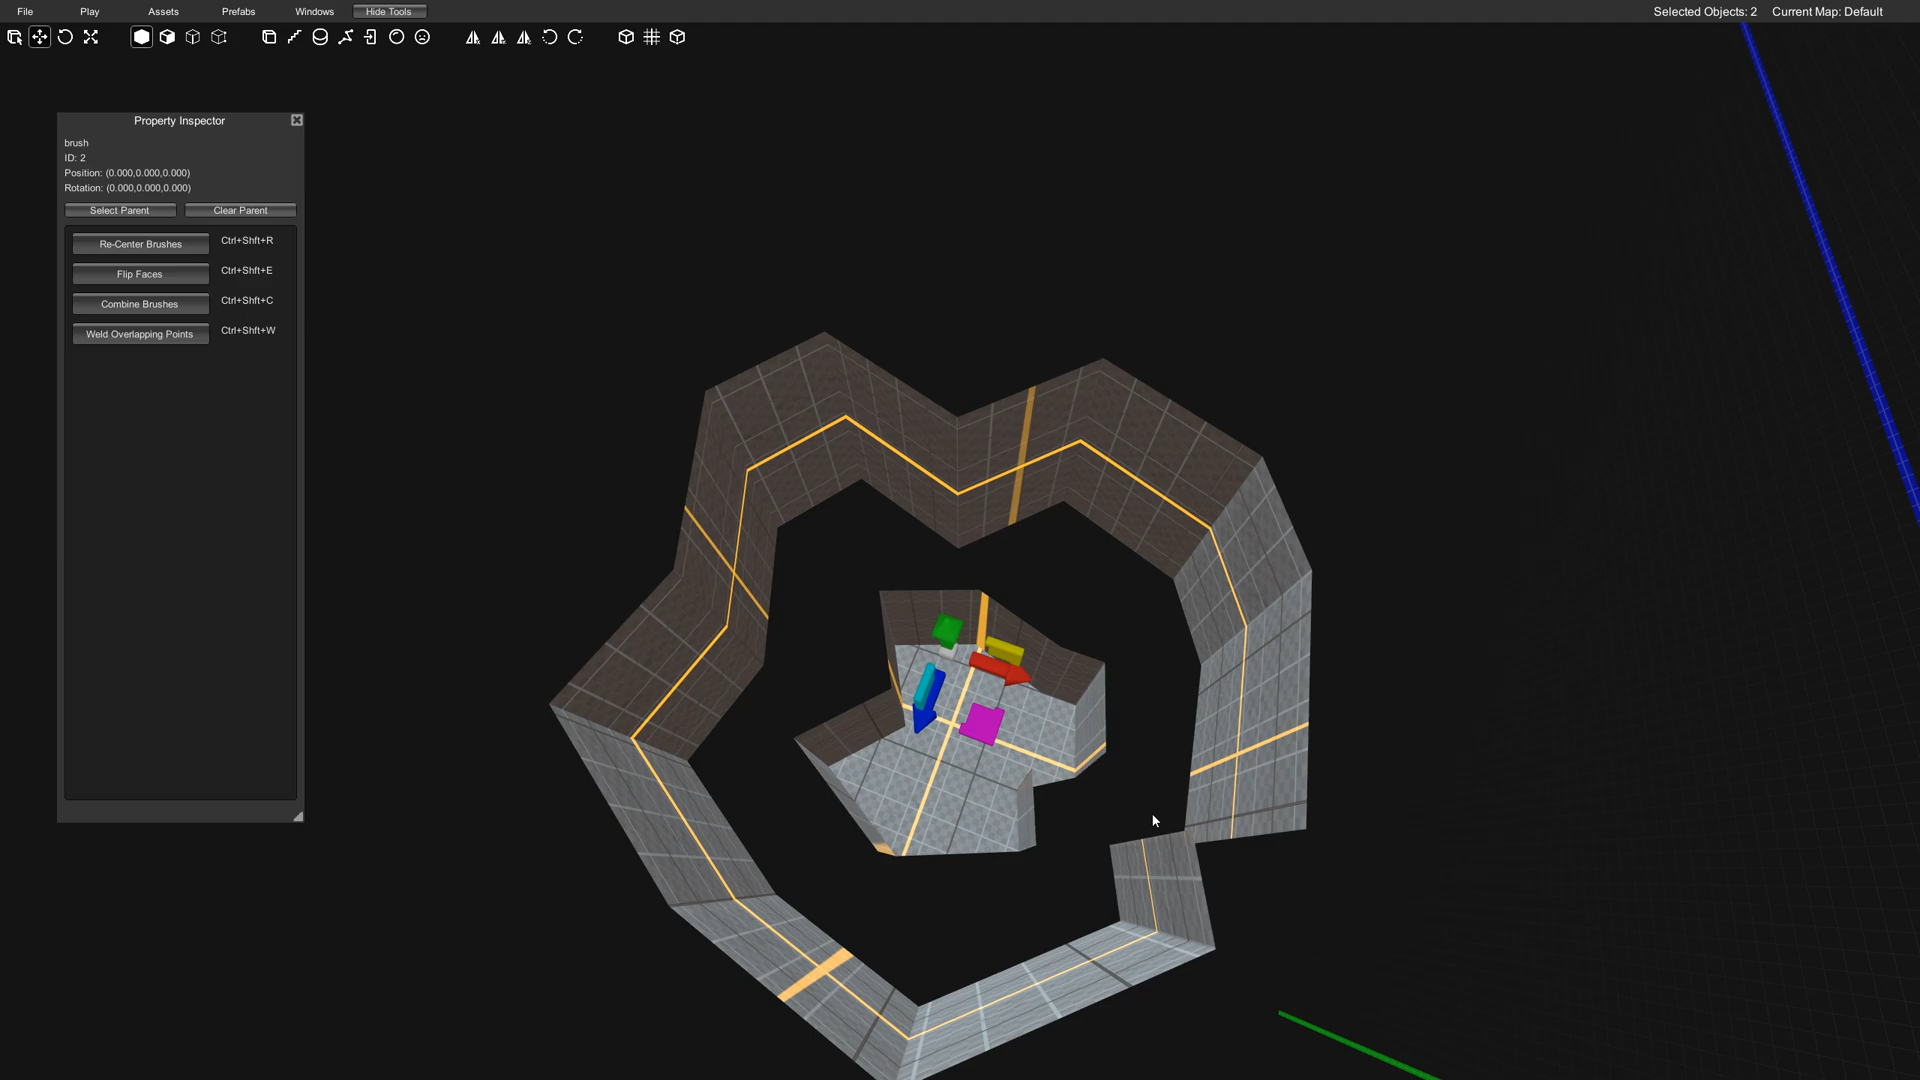 File Play Assets Prefabs Windows Hide Tools Selected Objects: 2 Current Map: Default
Property Inspector
brush
ID: 2
Position: (0.000,0.000,0.000)
Rotation: (0.000,0.000,0.000)
Select Parent Clear Parent
Re-Center Brushes Ctrl+Shft+R
Flip Faces Ctrl+Shft+E
Combine Brushes Ctrl+Shft+C
Weld Overlapping Points Ctrl+Shft+W